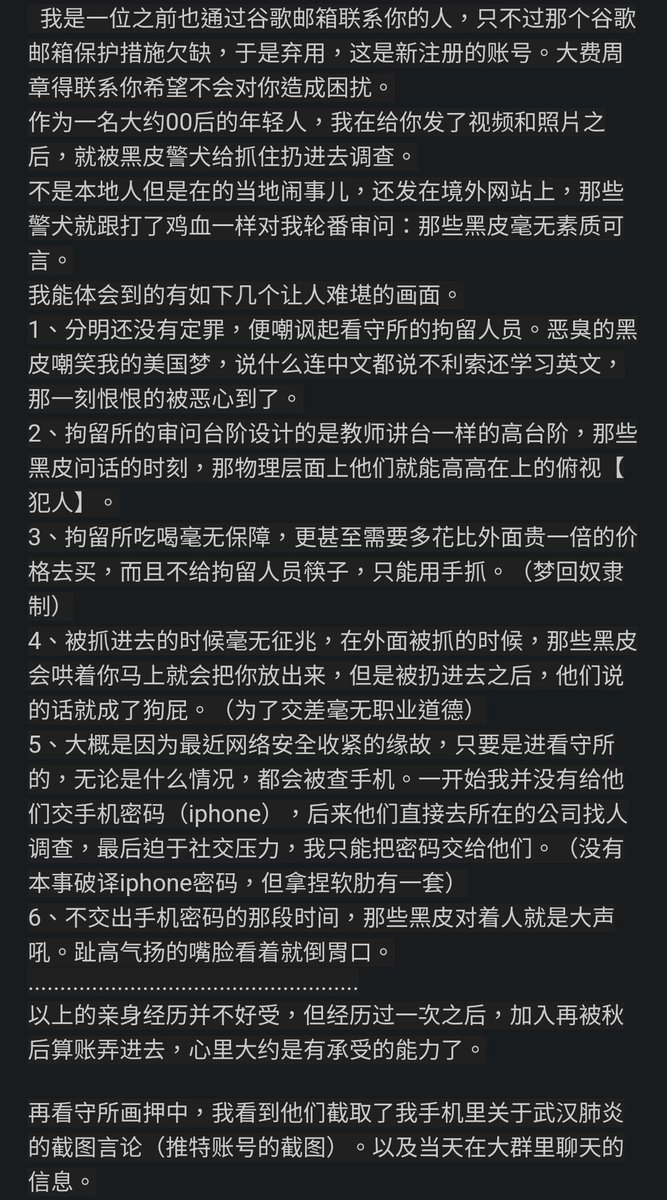 我是一位之前也通过谷歌邮箱联系你的人，只不过那个谷歌
邮箱保护措施欠缺，于是弃用，这是新注册的账号。大费周
章得联系你希望不会对你造成困扰。
作为一名大约00后的年轻人，我在给你发了视频和照片之
后，就被黑皮警犬给抓住扔进去调查。
不是本地人但是在的当地闹事儿，还发在境外网站上，那些
警犬就跟打了鸡血一样对我轮番审问：那些黑皮毫无素质可
言。
我能体会到的有如下几个让人难堪的画面。
1、分明还没有定罪，便嘲讽起看守所的拘留人员。恶臭的黑
皮嘲笑我的美国梦，说什么连中文都说不利索还学习英文，
那一刻恨恨的被恶心到了。
2、拘留所的审问台阶设计的是教师讲台一样的高台阶，那些
黑皮问话的时刻，那物理层面上他们就能高高在上的俯视【
犯人】。
3、拘留所吃喝毫无保障，更甚至需要多花比外面贵一倍的价
格去买，而且不给拘留人员筷子，只能用手抓。（梦回奴隶
制）
4、被抓进去的时候毫无征兆，在外面被抓的时候，那些黑皮
会哄着你马上就会把你放出来，但是被扔进去之后，他们说
的话就成了狗屁。（为了交差毫无职业道德）
5、大概是因为最近网络安全收紧的缘故，只要是进看守所
的，无论是什么情况，都会被查手机。一开始我并没有给他
们交手机密码（iphone），后来他们直接去所在的公司找人
调查，最后迫于社交压力，我只能把密码交给他们。（没有
本事破译iphone密码，但拿捏软肋有一套）
6、不交出手机密码的那段时间，那些黑皮对着人就是大声
吼。趾高气扬的嘴脸看着就倒胃口。
....................................................
以上的亲身经历并不好受，但经历过一次之后，加入再被秋
后算账弄进去，心里大约是有承受的能力了。
再看守所画押中，我看到他们截取了我手机里关于武汉肺炎
的截图言论（推特账号的截图）。以及当天在大群里聊天的
信息。